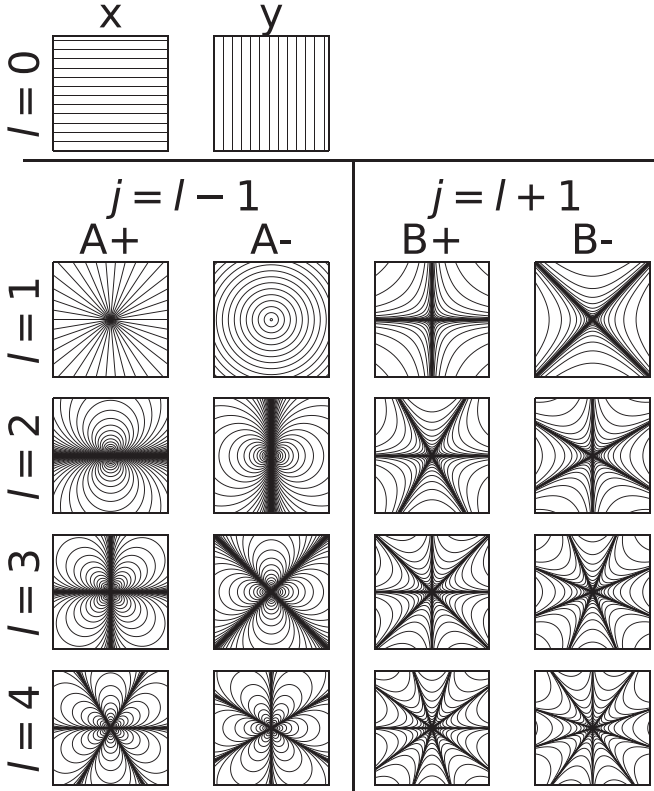 x y
l = 0
j = l − 1 j = l + 1
A+ A- B+ B-
l = 1
l = 2
l = 3
l = 4